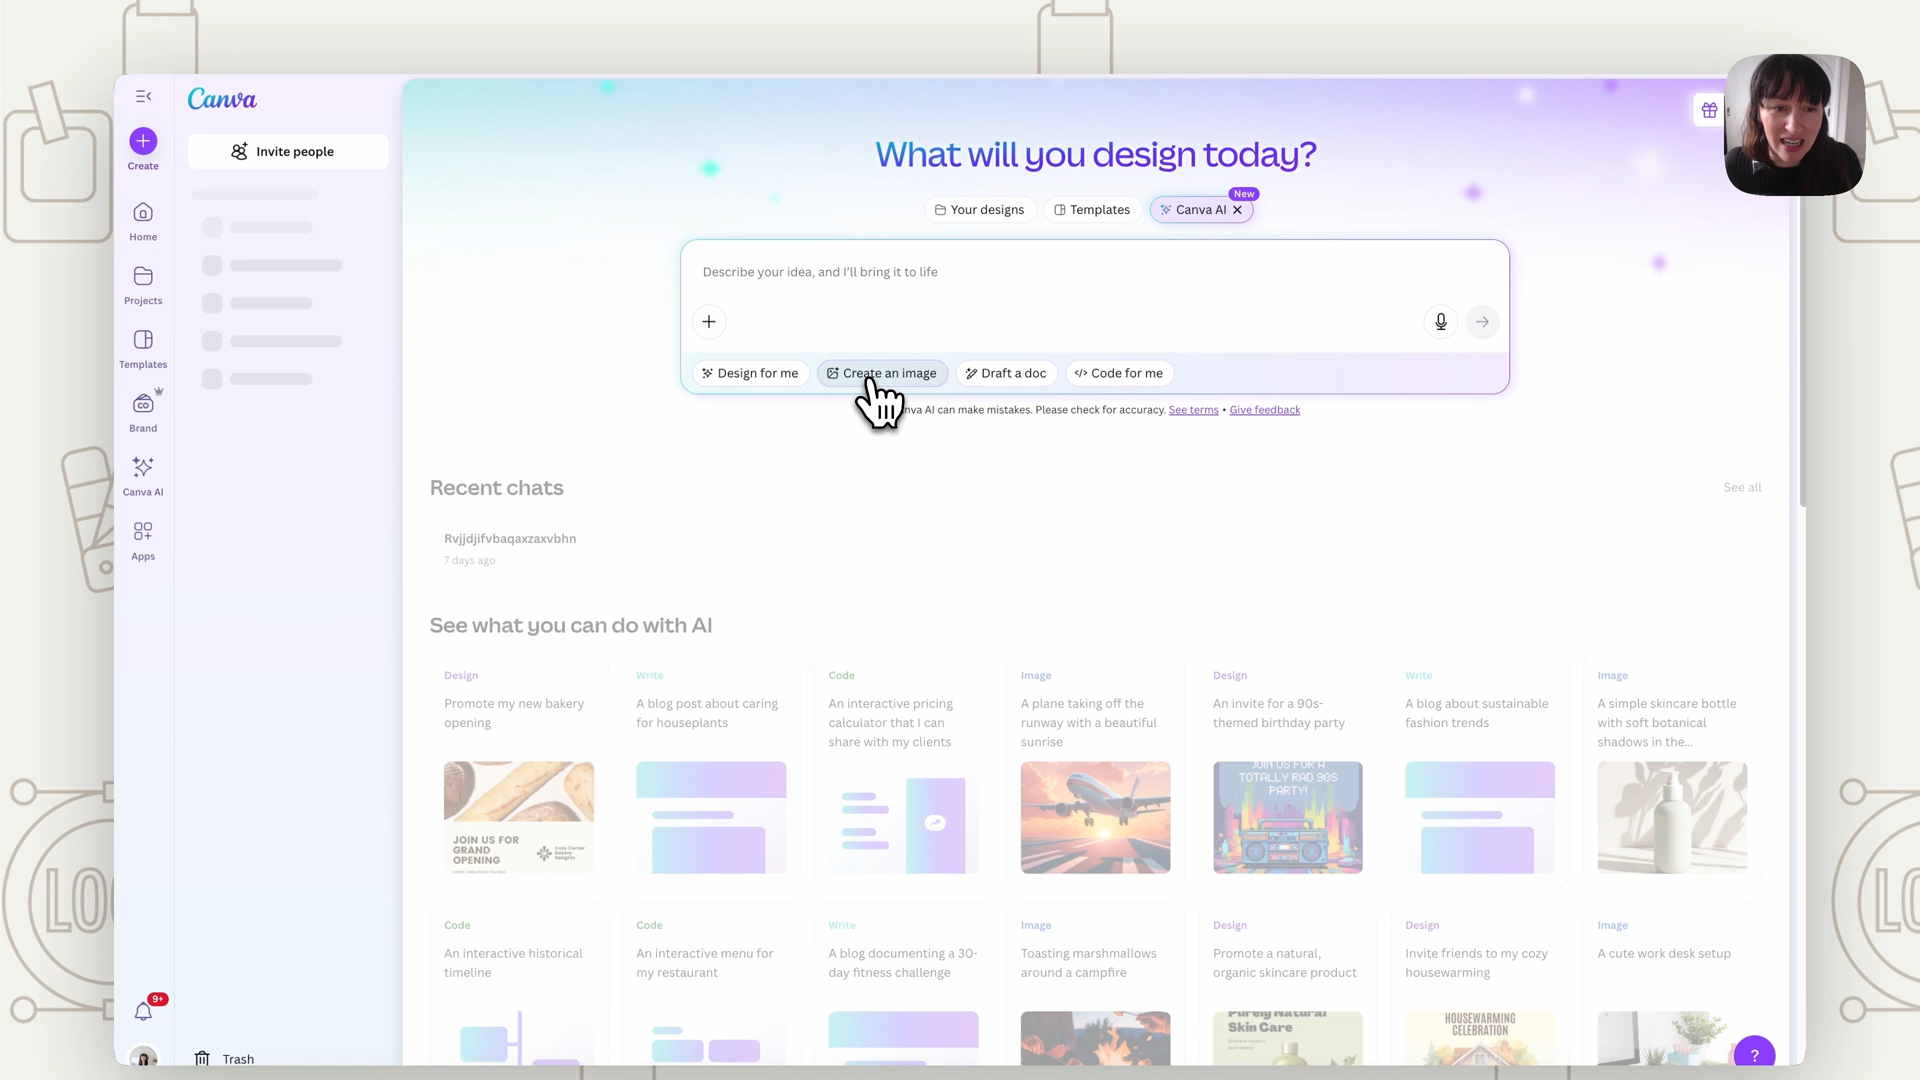 Canva
Invite people
Create
Home
Projects
Templates
Brand
Canva AI
Apps
9+
Trash
What will you design today?
New
Your designs
Templates
Canva AI
Describe your idea, and I'll bring it to life
Design for me
Create an image
Draft a doc
Code for me
AI can make mistakes. Please check for accuracy. See terms • Give feedback
Recent chats
See all
Rvjjdjifvbaqaxzaxvbhn
7 days ago
See what you can do with AI
Design
Promote my new bakery
opening
JOIN US FOR
GRAND
OPENING
Cozy Corner
Bakery
Delights
Write
A blog post about caring
for houseplants
Code
An interactive pricing
calculator that I can
share with my clients
Image
A plane taking off the
runway with a beautiful
sunrise
Design
An invite for a 90s-
themed birthday party
JOIN US FOR A
TOTALLY RAD 90S
PARTY!
Write
A blog about sustainable
fashion trends
Image
A simple skincare bottle
with soft botanical
shadows in the...
Code
An interactive historical
timeline
Code
An interactive menu for
my restaurant
Write
A blog documenting a 30-
day fitness challenge
Image
Toasting marshmallows
around a campfire
Design
Promote a natural,
organic skincare product
Purely Natural
Skin Care
Design
Invite friends to my cozy
housewarming
HOUSEWARMING
CELEBRATION
Image
A cute work desk setup
?